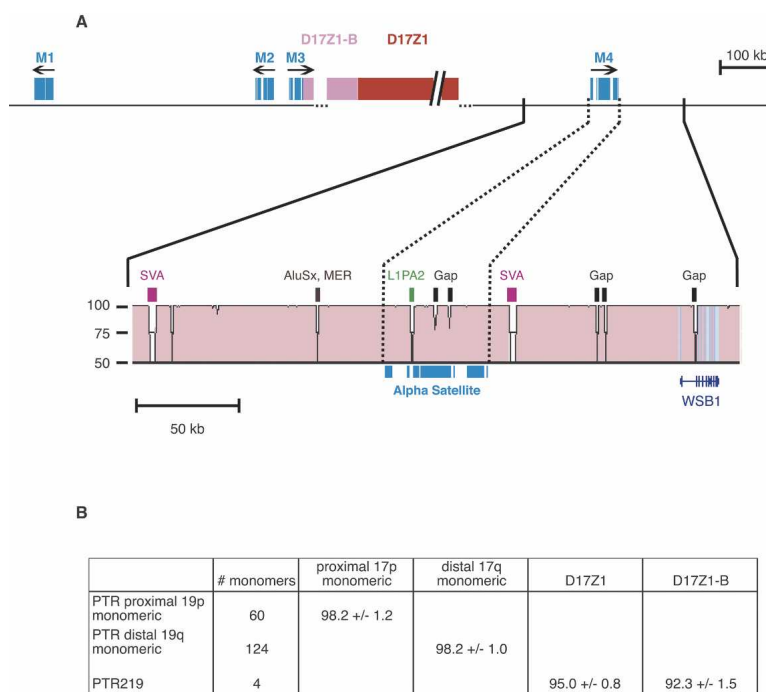 A
D17Z1-B D17Z1
M1 M2 M3 M4
100 kb
SVA AluSx, MER L1PA2 Gap SVA Gap Gap
100
75
50
Alpha Satellite
WSB1
50 kb
B
# monomers proximal 17p monomeric distal 17q monomeric D17Z1 D17Z1-B
PTR proximal 19p monomeric 60 98.2 +/- 1.2
PTR distal 19q monomeric 124 98.2 +/- 1.0
PTR219 4 95.0 +/- 0.8 92.3 +/- 1.5